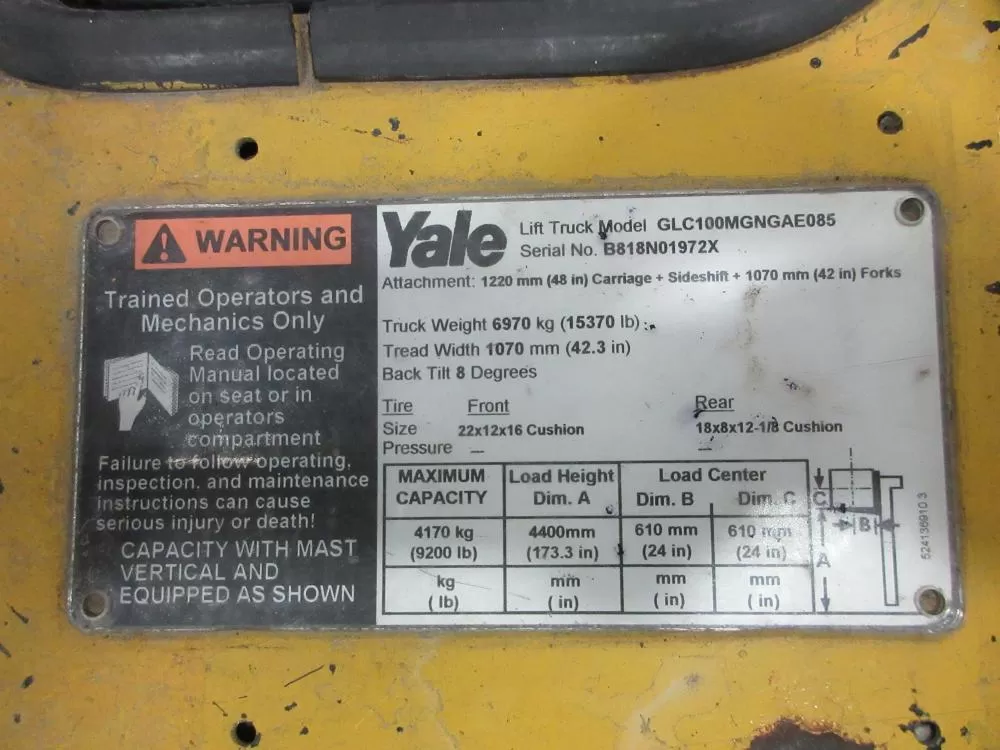 WARNING
Trained Operators and
Mechanics Only
Read Operating
Manual located
on seat or in
operators
compartment
Failure to follow operating,
inspection, and maintenance
instructions can cause
serious injury or death!
CAPACITY WITH MAST
VERTICAL AND
EQUIPPED AS SHOWN
Yale
Lift Truck Model GLC100MGNGAE085
Serial No. B818N01972X
Attachment: 1220 mm (48 in) Carriage + Sideshift + 1070 mm (42 in) Forks
Truck Weight 6970 kg (15370 lb)
Tread Width 1070 mm (42.3 in)
Back Tilt 8 Degrees
Tire Front Rear
Size 22x12x16 Cushion 18x8x12-1/8 Cushion
Pressure — —
MAXIMUM Load Height Load Center
CAPACITY Dim. A Dim. B Dim. C
4170 kg 4400mm 610 mm 610 mm
(9200 lb) (173.3 in) (24 in) (24 in)
kg mm mm mm
( lb) ( in) ( in) ( in)
C
B
A
524136910 3